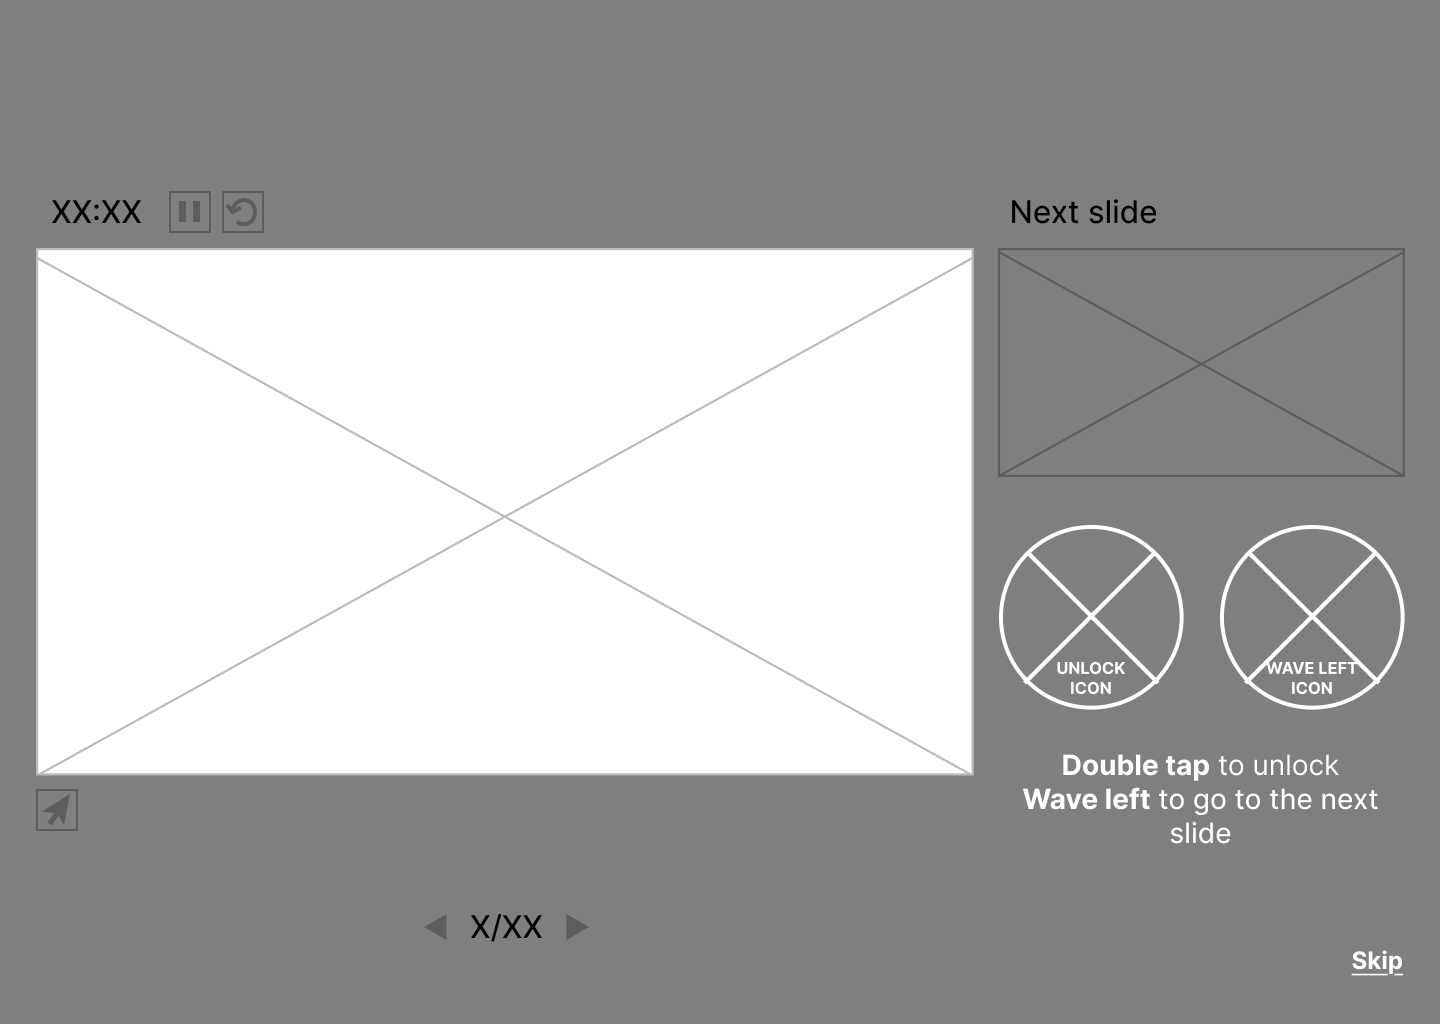 XX:XX
Next slide
UNLOCK
ICON
WAVE LEFT
ICON
Double tap to unlock
Wave left to go to the next
slide
X/XX
Skip